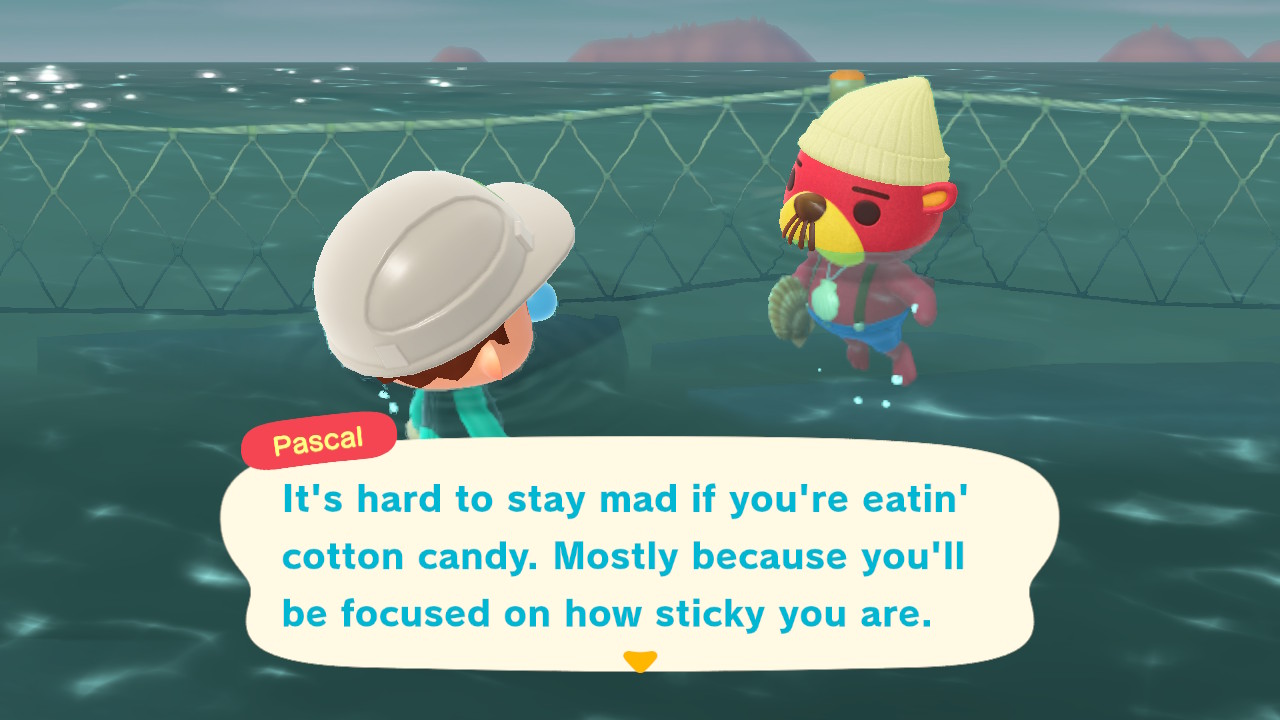 Pascal
It's hard to stay mad if you're eatin'
cotton candy. Mostly because you'll
be focused on how sticky you are.